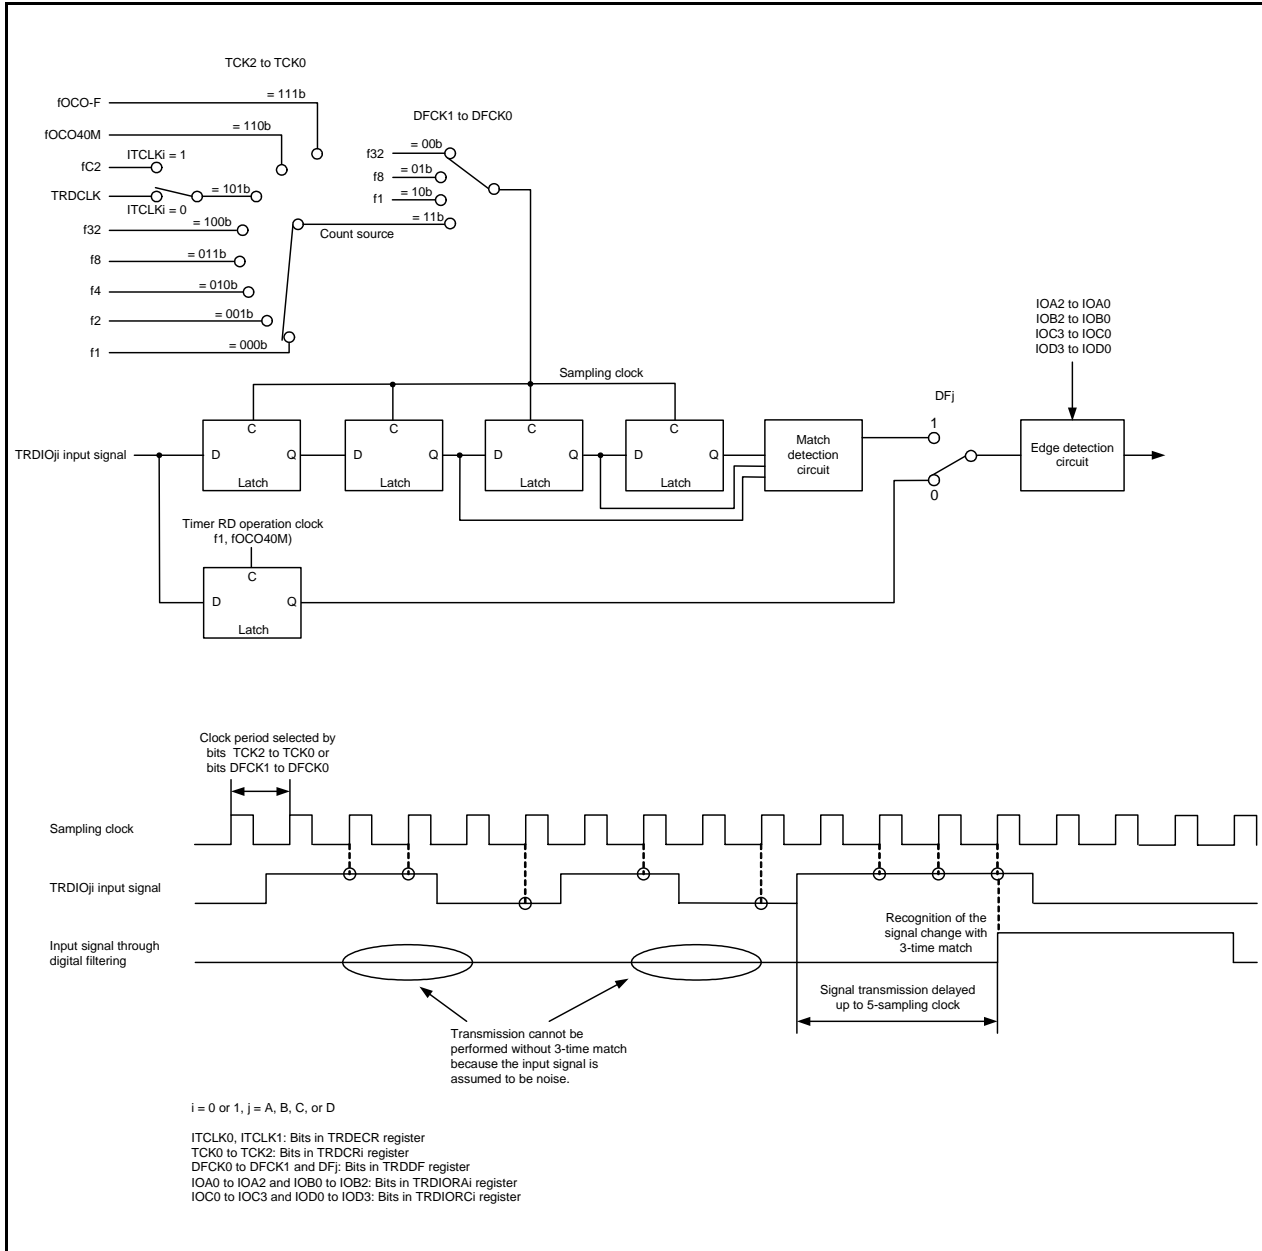 TCK2 to TCK0
fOCO-F
= 111b
fOCO40M
= 110b
fC2
ITCLKi = 1
TRDCLK
= 101b
ITCLKi = 0
f32
= 100b
f8
= 011b
f4
= 010b
f2
= 001b
f1
= 000b
DFCK1 to DFCK0
f32
= 00b
f8
= 01b
f1
= 10b
= 11b
Count source
Sampling clock
IOA2 to IOA0
IOB2 to IOB0
IOC3 to IOC0
IOD3 to IOD0
TRDIOji input signal
C
D
Q
Latch
C
D
Q
Latch
C
D
Q
Latch
C
D
Q
Latch
Match
detection
circuit
DFj
1
0
Edge detection
circuit
Timer RD operation clock
f1, fOCO40M)
C
D
Q
Latch
Clock period selected by
bits TCK2 to TCK0 or
bits DFCK1 to DFCK0
Sampling clock
TRDIOji input signal
Input signal through
digital filtering
Recognition of the
signal change with
3-time match
Signal transmission delayed
up to 5-sampling clock
Transmission cannot be
performed without 3-time match
because the input signal is
assumed to be noise.
i = 0 or 1, j = A, B, C, or D
ITCLK0, ITCLK1: Bits in TRDECR register
TCK0 to TCK2: Bits in TRDCRi register
DFCK0 to DFCK1 and DFj: Bits in TRDDF register
IOA0 to IOA2 and IOB0 to IOB2: Bits in TRDIORAi register
IOC0 to IOC3 and IOD0 to IOD3: Bits in TRDIORCi register